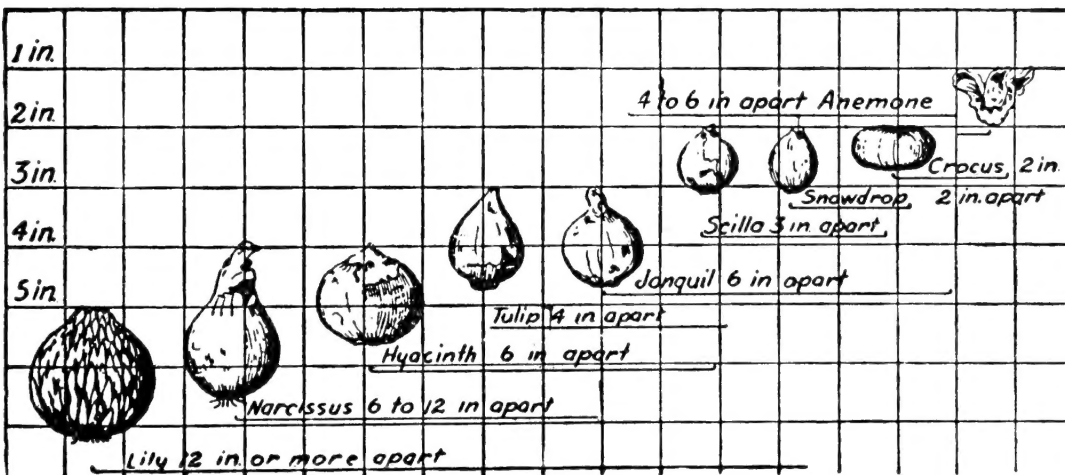 1 in.
2 in.
4 to 6 in apart Anemone
3 in.
Crocus, 2 in.
Snowdrop 2 in. apart
4 in.
Scilla 3 in apart
5 in.
Jonquil 6 in apart
Tulip 4 in apart
Hyacinth 6 in apart
Narcissus 6 to 12 in apart
Lily 12 in. or more apart